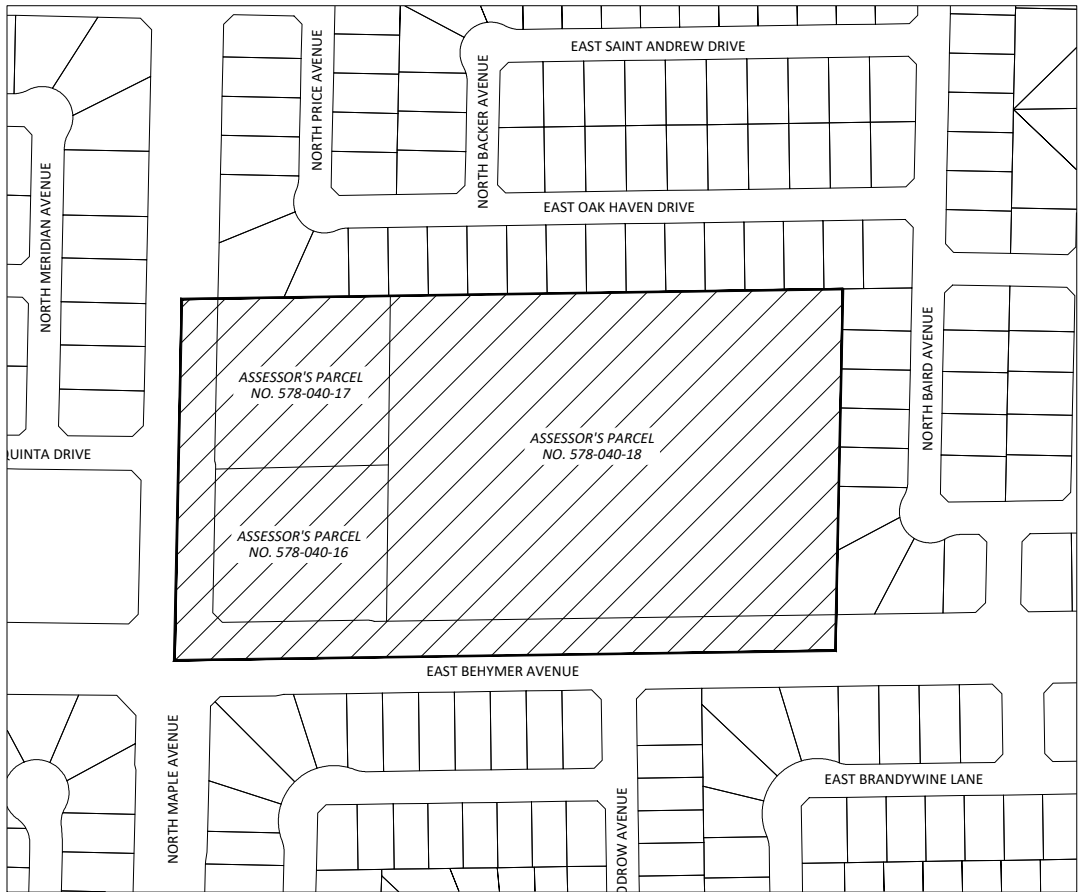 EAST SAINT ANDREW DRIVE
NORTH PRICE AVENUE
NORTH BACKER AVENUE
NORTH MERIDIAN AVENUE
EAST OAK HAVEN DRIVE
ASSESSOR'S PARCEL
NO. 578-040-17
ASSESSOR'S PARCEL
NO. 578-040-18
NORTH BAIRD AVENUE
QUINTA DRIVE
ASSESSOR'S PARCEL
NO. 578-040-16
EAST BEHYMER AVENUE
NORTH MAPLE AVENUE
EAST BRANDYWINE LANE
ODROW AVENUE